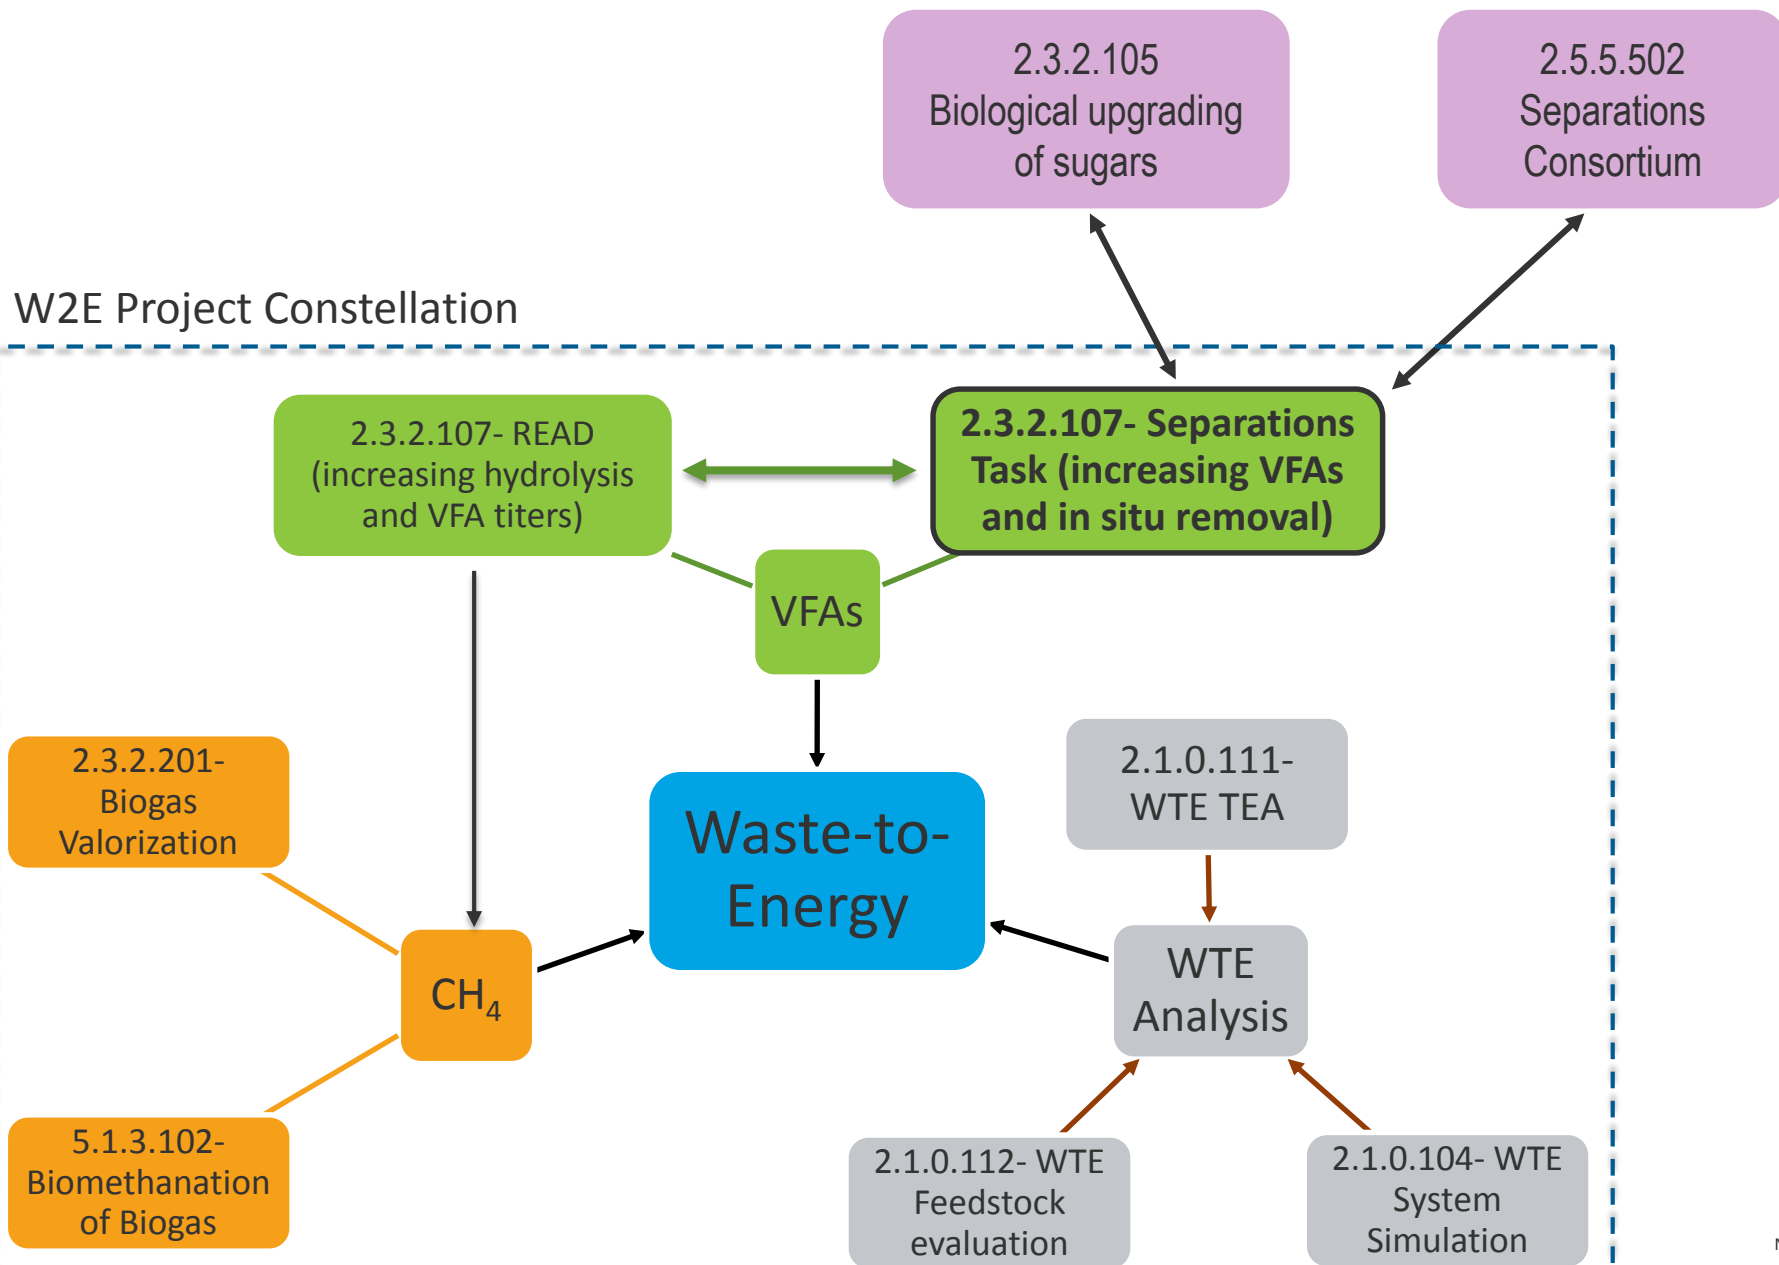 2.3.2.105
Biological upgrading
of sugars
2.5.5.502
Separations
Consortium
W2E Project Constellation
2.3.2.107- READ
(increasing hydrolysis
and VFA titers)
2.3.2.107- Separations
Task (increasing VFAs
and in situ removal)
VFAs
2.3.2.201-
Biogas
Valorization
Waste-to-
Energy
2.1.0.111-
WTE TEA
CH₄
WTE
Analysis
5.1.3.102-
Biomethanation
of Biogas
2.1.0.112- WTE
Feedstock
evaluation
2.1.0.104- WTE
System
Simulation